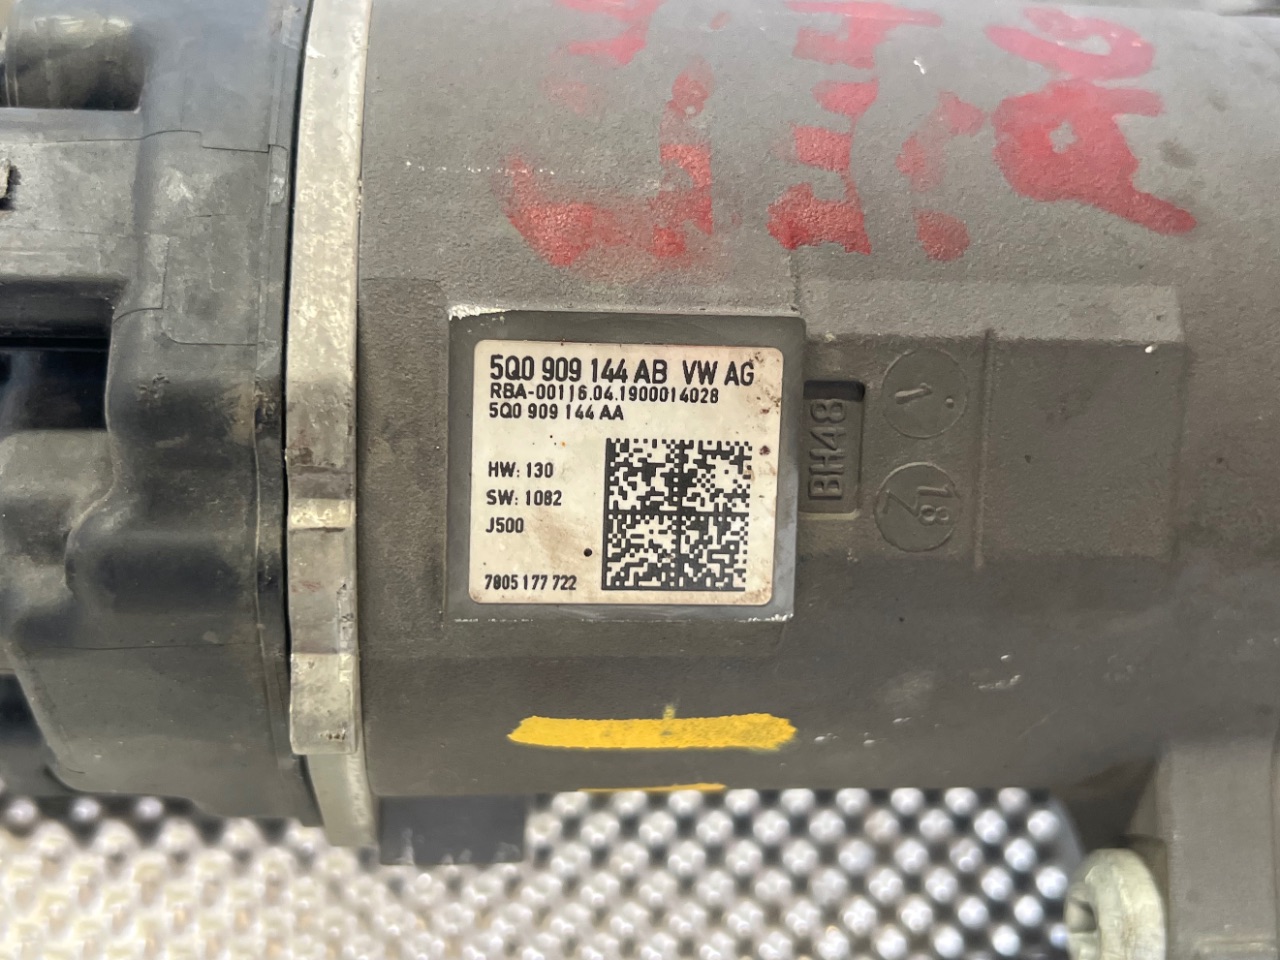 5Q0 909 144 AB VW AG
RBA-00116.04.1900014028
5Q0 909 144 AA
HW: 130
SW: 1082
J500
7805 177 722
BH48
18